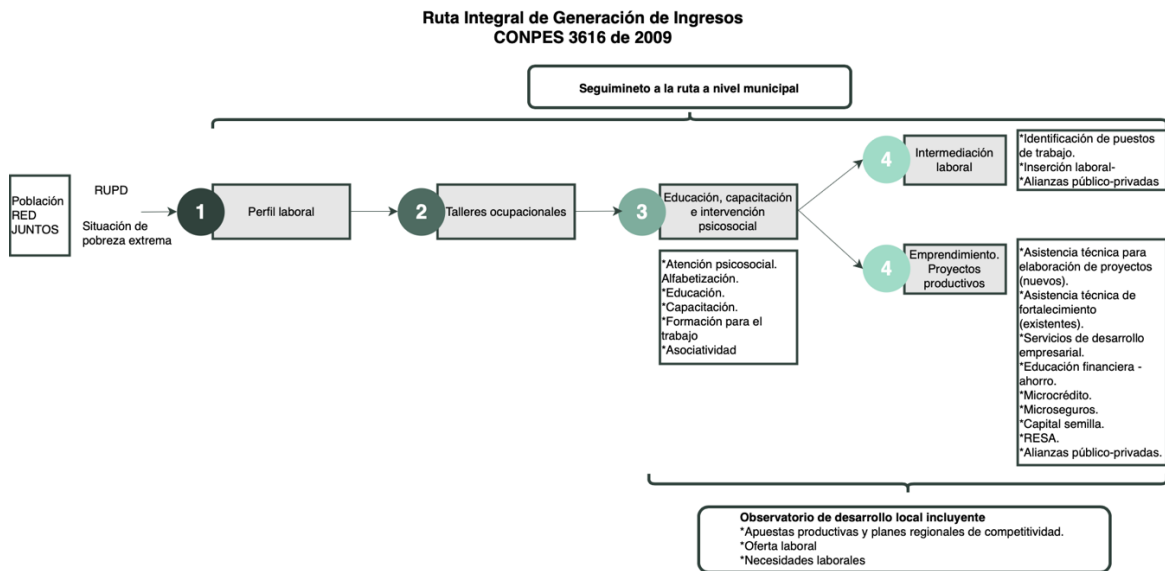 Ruta Integral de Generación de Ingresos
CONPES 3616 de 2009
Seguimineto a la ruta a nivel municipal
Población
RED
JUNTOS
RUPD
Situación de
pobreza extrema
1
Perfil laboral
2
Talleres ocupacionales
3
Educación, capacitación
e intervención
psicosocial
*Atención psicosocial.
Alfabetización.
*Educación.
*Capacitación.
*Formación para el
trabajo
*Asociatividad
4
Intermediación
laboral
*Identificación de puestos
de trabajo.
*Inserción laboral-
*Alianzas público-privadas
4
Emprendimiento.
Proyectos
productivos
*Asistencia técnica para
elaboración de proyectos
(nuevos).
*Asistencia técnica de
fortalecimiento
(existentes).
*Servicios de desarrollo
empresarial.
*Educación financiera -
ahorro.
*Microcrédito.
*Microseguros.
*Capital semilla.
*RESA.
*Alianzas público-privadas.
Observatorio de desarrollo local incluyente
*Apuestas productivas y planes regionales de competitividad.
*Oferta laboral
*Necesidades laborales